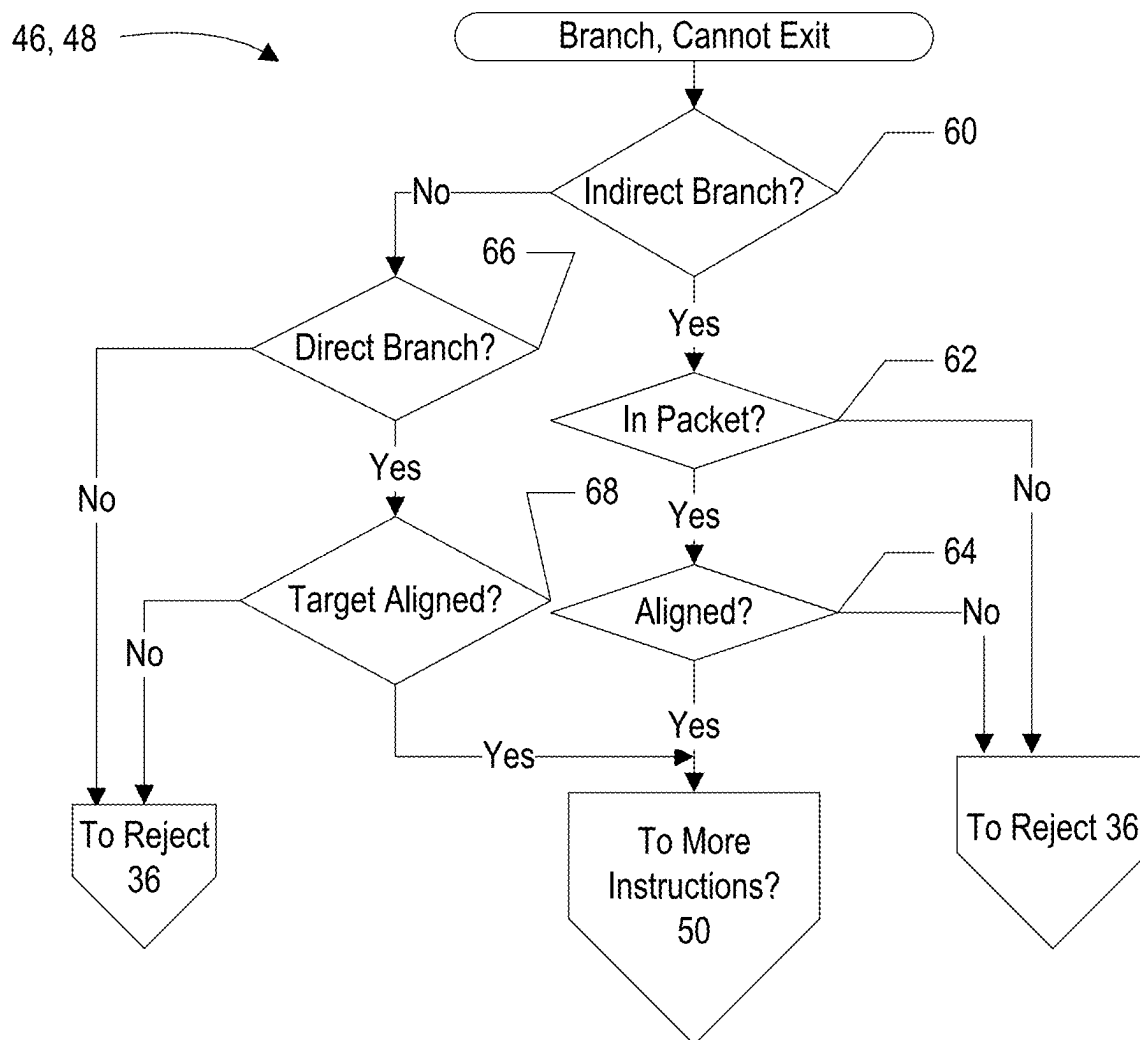 46, 48
Branch, Cannot Exit
60
Indirect Branch?
No
66
Yes
Direct Branch?
62
In Packet?
Yes
68
No
Yes
No
64
Target Aligned?
Aligned?
No
No
Yes
Yes
To Reject
36
To More
Instructions?
50
To Reject 36